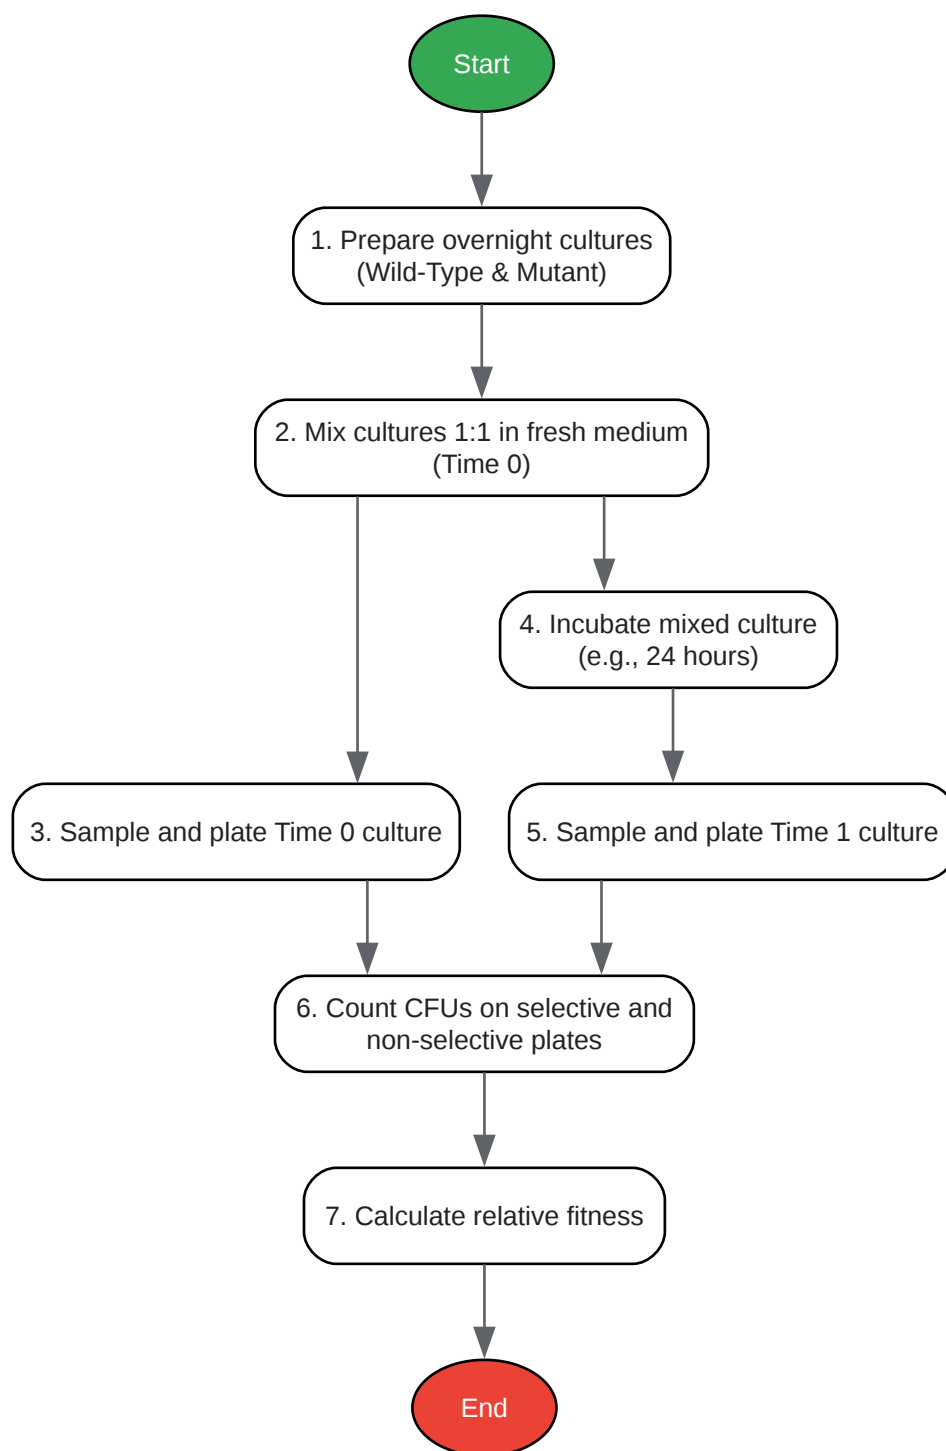 Start
1. Prepare overnight cultures
(Wild-Type & Mutant)
2. Mix cultures 1:1 in fresh medium
(Time 0)
4. Incubate mixed culture
(e.g., 24 hours)
3. Sample and plate Time 0 culture
5. Sample and plate Time 1 culture
6. Count CFUs on selective and
non-selective plates
7. Calculate relative fitness
End